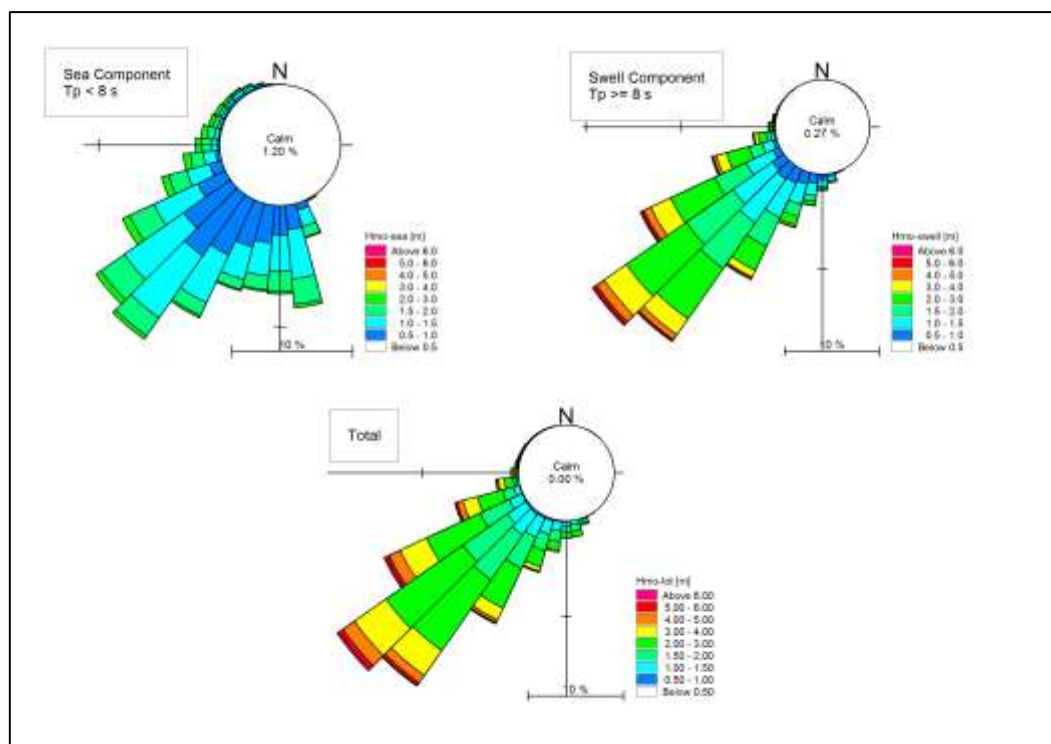 Sea Component
Tp < 8 s
N
Calm
1.20 %
Hmo-sea [m]
Above 6.0
5.0 - 6.0
4.0 - 5.0
3.0 - 4.0
2.0 - 3.0
1.5 - 2.0
1.0 - 1.5
0.5 - 1.0
Below 0.5
10 %
Swell Component
Tp >= 8 s
N
Calm
0.27 %
Hmo-swell [m]
Above 6.0
5.0 - 6.0
4.0 - 5.0
3.0 - 4.0
2.0 - 3.0
1.5 - 2.0
1.0 - 1.5
0.5 - 1.0
Below 0.5
10 %
Total
N
Calm
0.00 %
Hmo-tot [m]
Above 6.00
5.00 - 6.00
4.00 - 5.00
3.00 - 4.00
2.00 - 3.00
1.50 - 2.00
1.00 - 1.50
0.50 - 1.00
Below 0.50
10 %